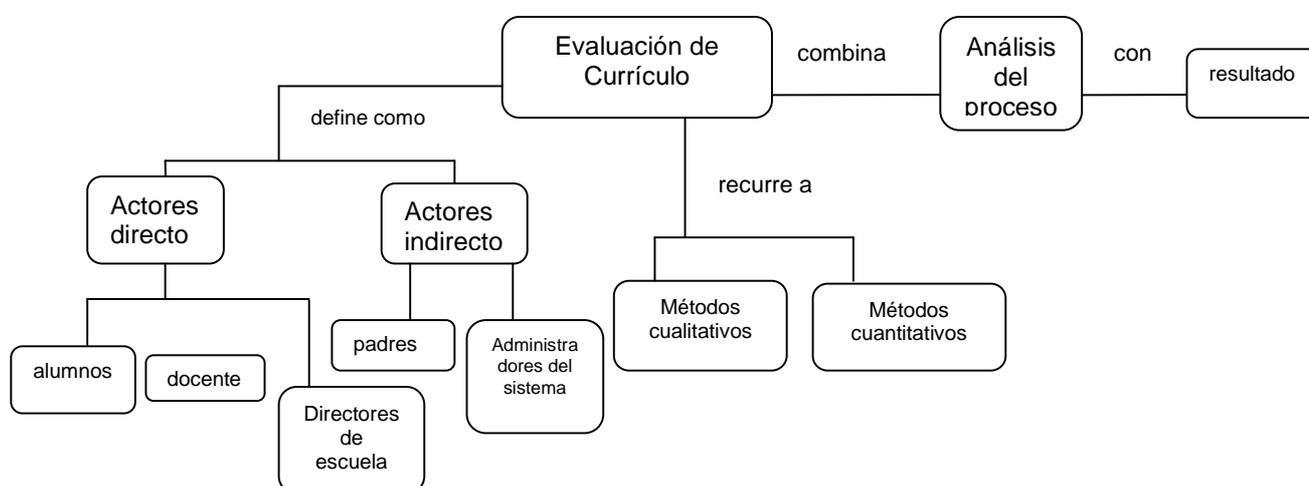 Evaluación de
Currículo
combina
Análisis
del
proceso
con
resultado
define como
recurre a
Actores
directo
Actores
indirecto
Métodos
cualitativos
Métodos
cuantitativos
alumnos
docente
Directores
de
escuela
padres
Administra
dores del
sistema